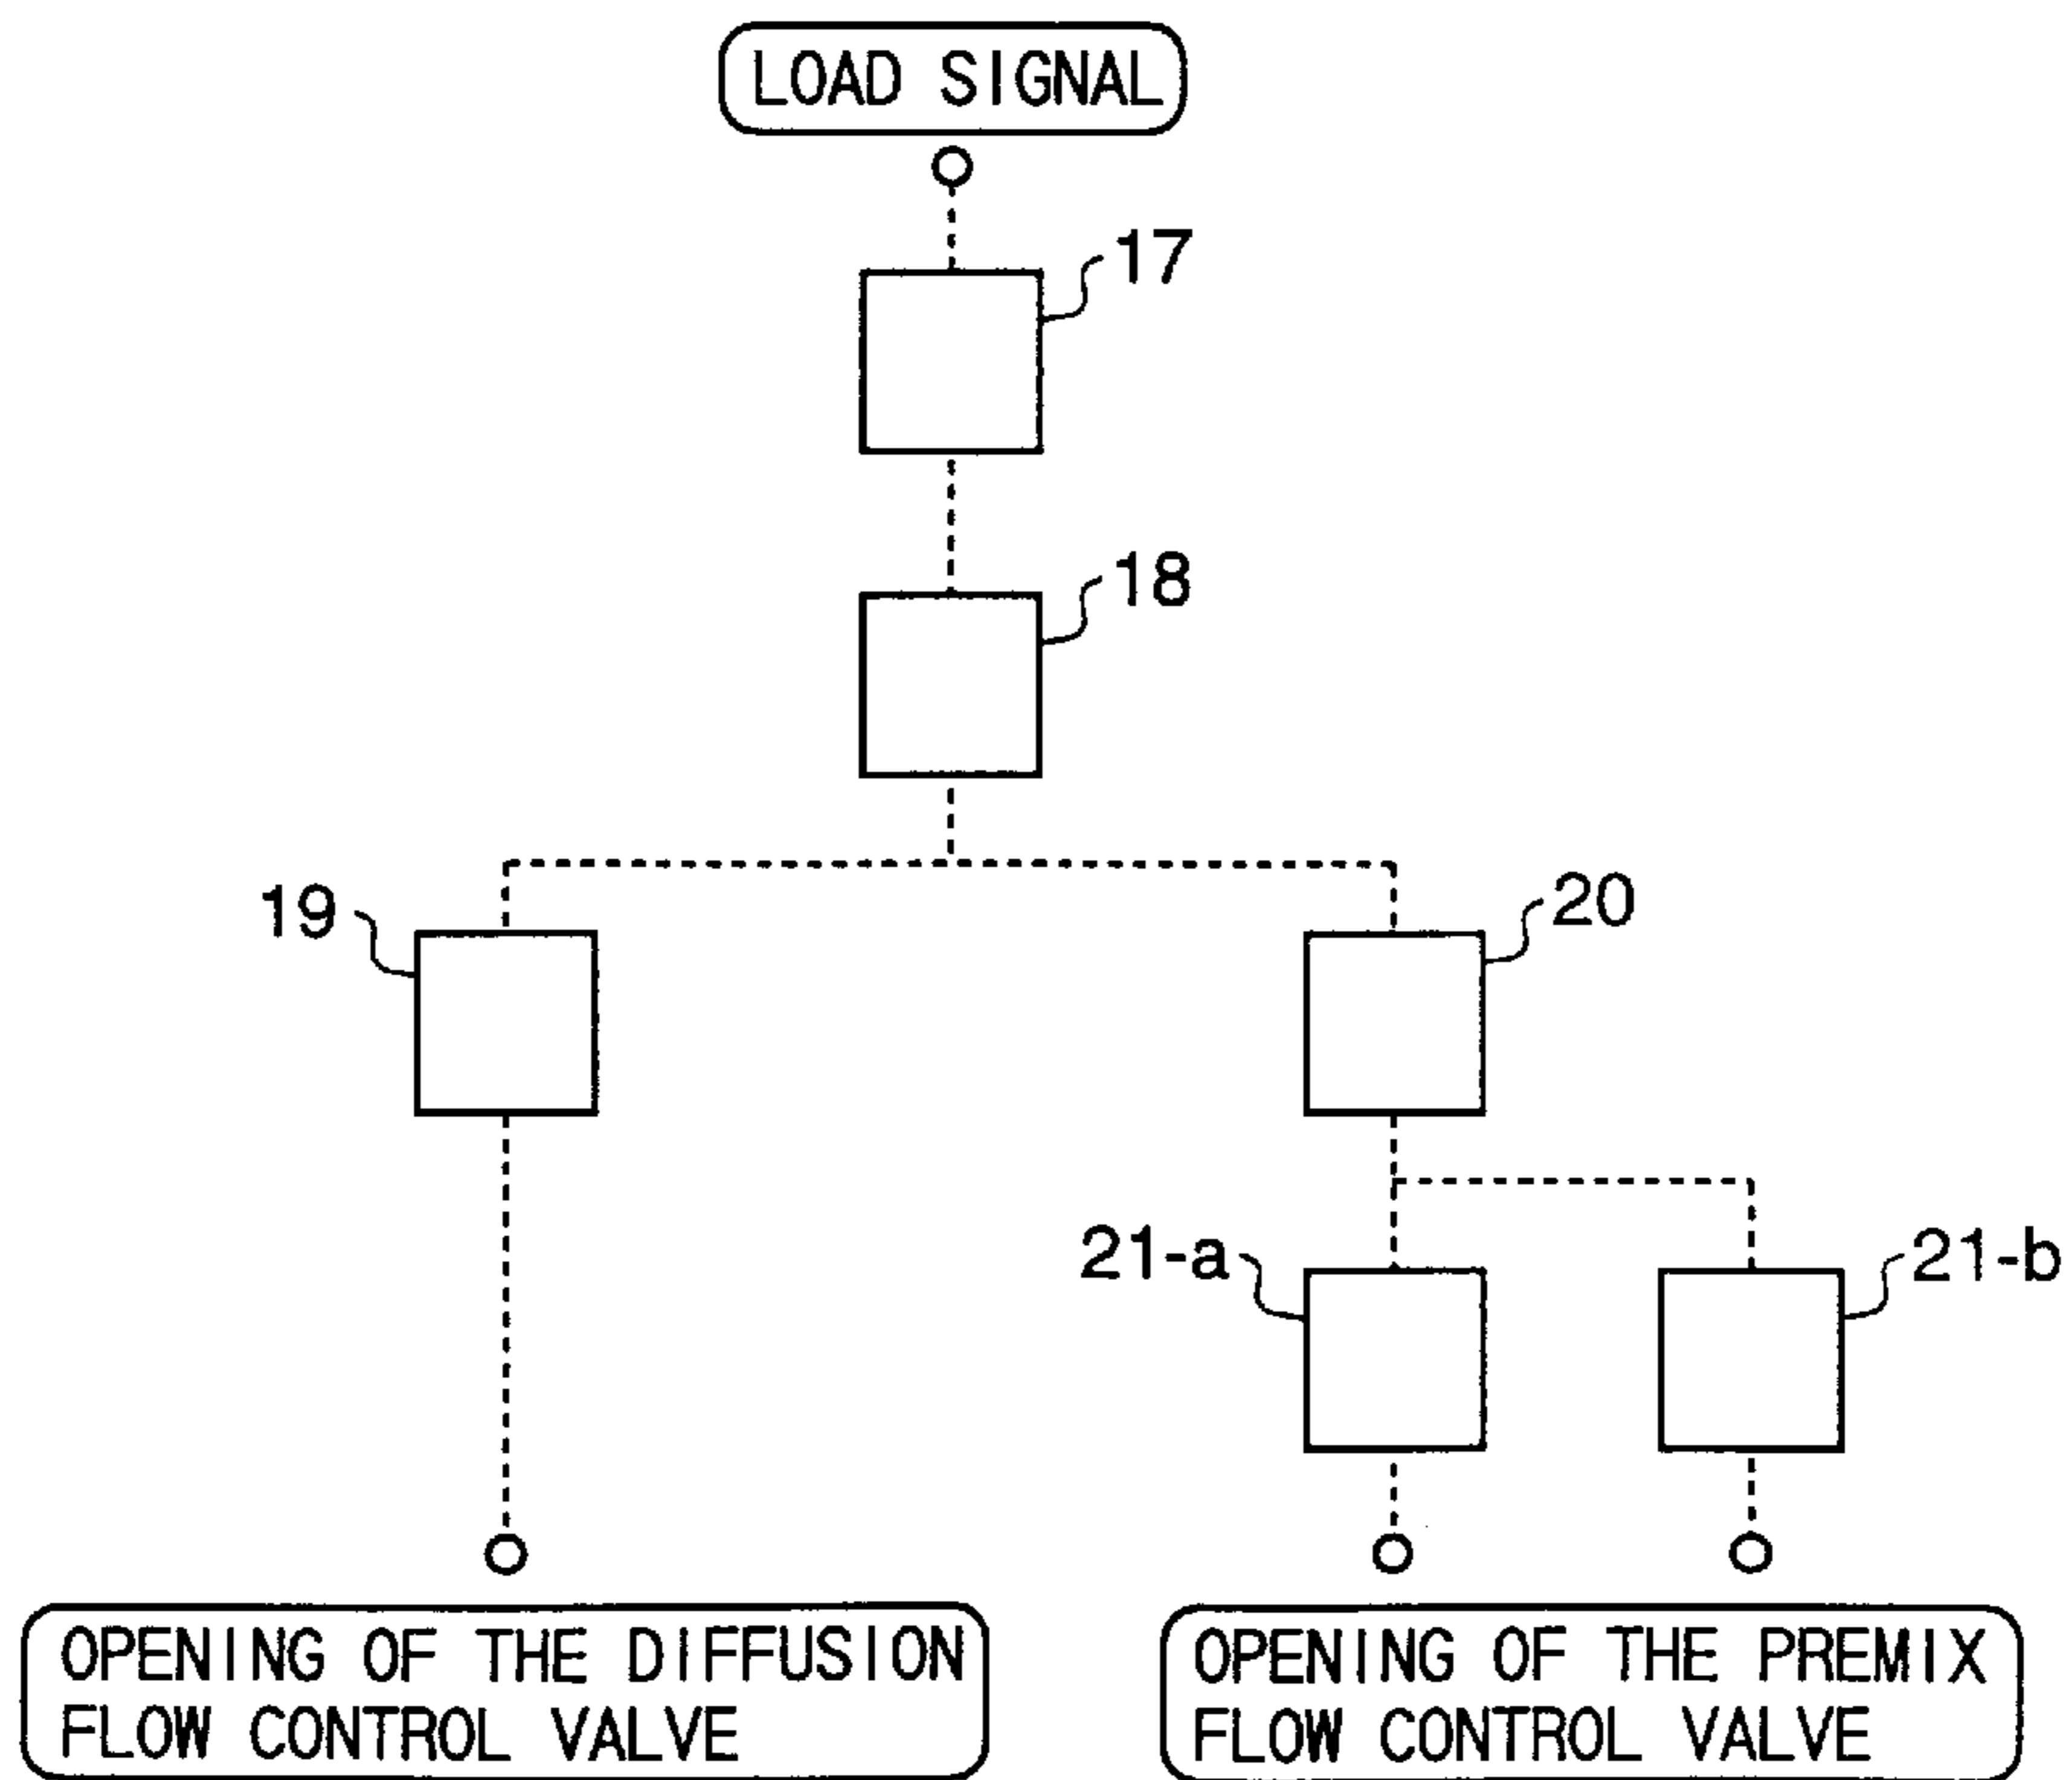 LOAD SIGNAL
17
18
19
20
21-a
21-b
OPENING OF THE DIFFUSION
FLOW CONTROL VALVE
OPENING OF THE PREMIX
FLOW CONTROL VALVE